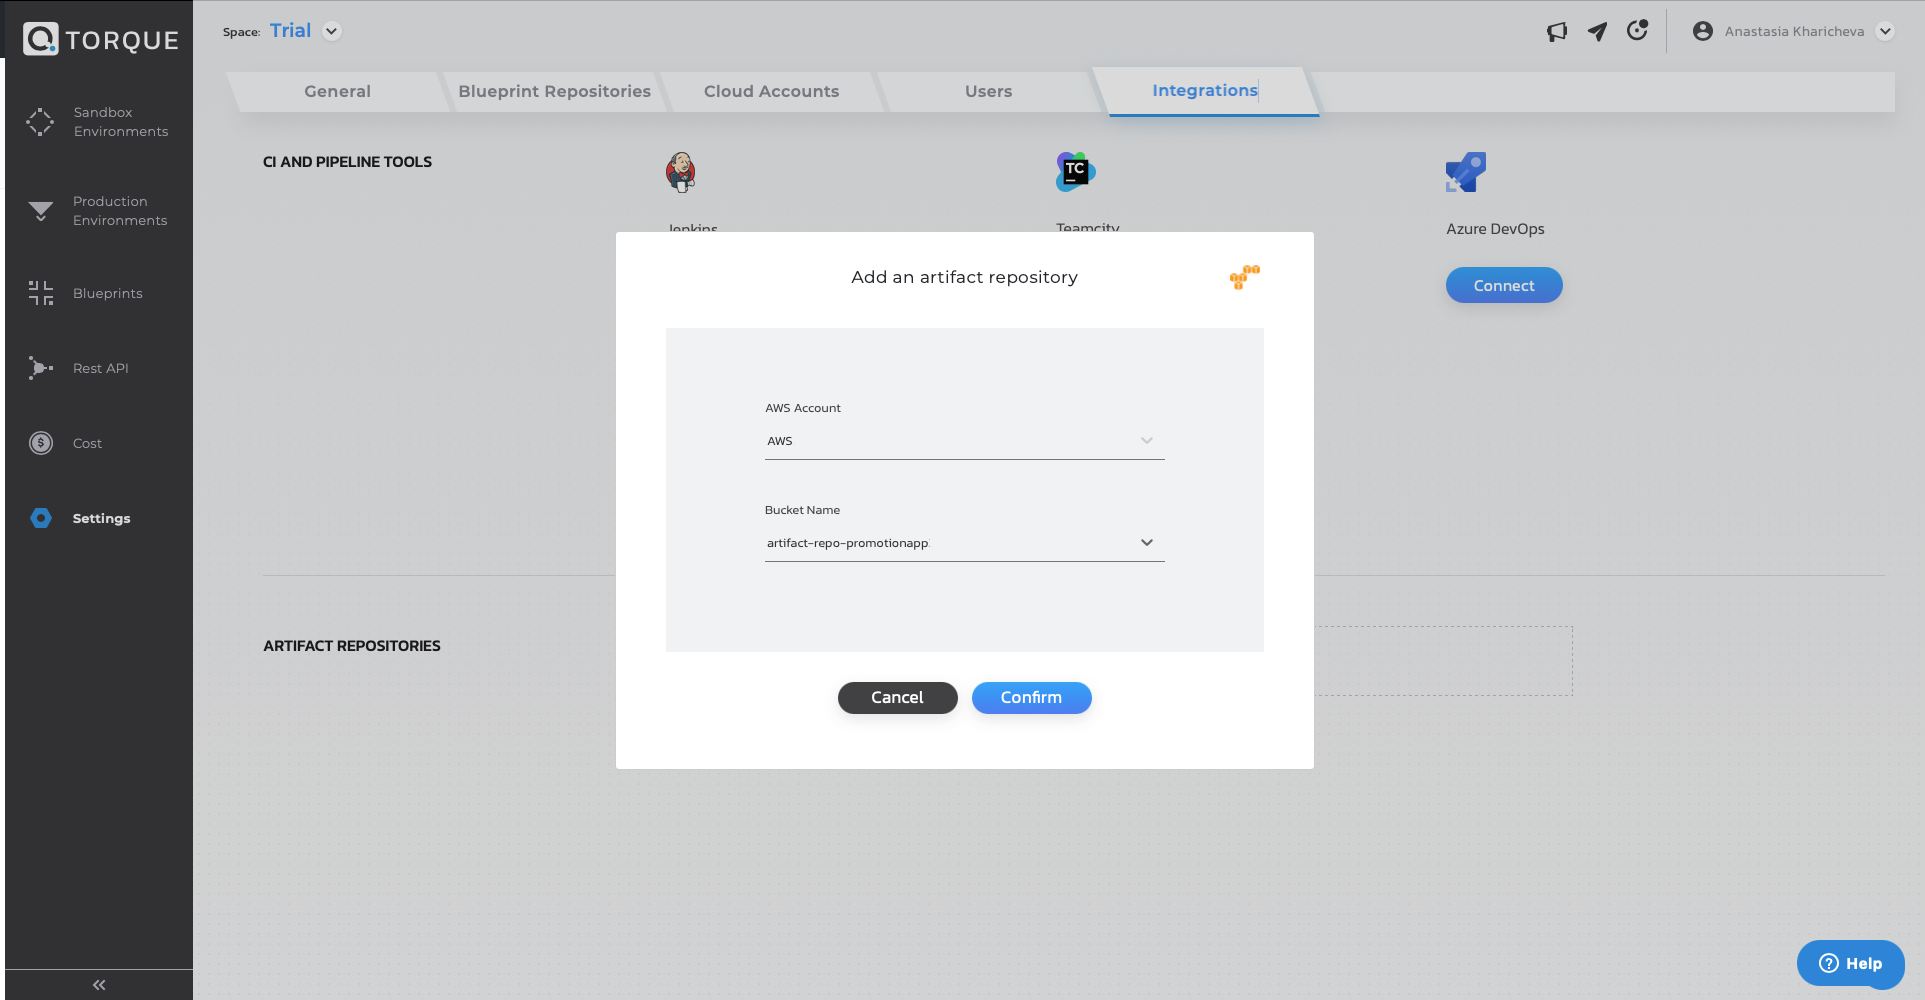 TORQUE
Space: Trial
Anastasia Kharicheva
General
Blueprint Repositories
Cloud Accounts
Users
Integrations
Sandbox
Environments
Production
Environments
Blueprints
Rest API
Cost
Settings
CI AND PIPELINE TOOLS
TC
Jenkins
Teamcity
Azure DevOps
Connect
Add an artifact repository
AWS Account
AWS
Bucket Name
artifact-repo-promotionapp
ARTIFACT REPOSITORIES
Cancel
Confirm
Help